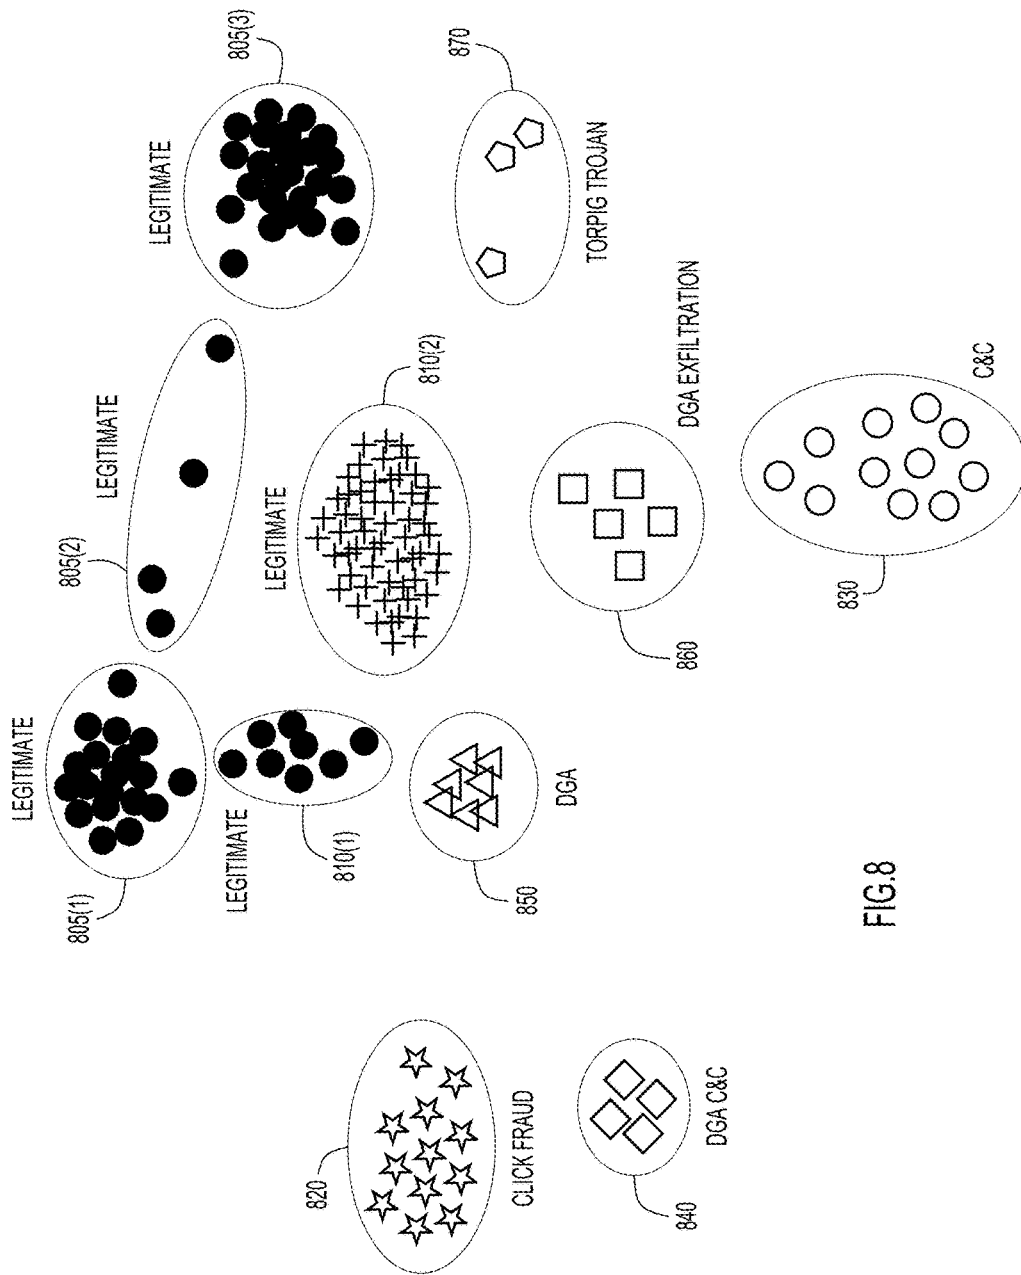 LEGITIMATE
805(1)
LEGITIMATE
805(2)
LEGITIMATE
805(3)
LEGITIMATE
810(1)
LEGITIMATE
810(2)
870
TORPIG TROJAN
820
CLICK FRAUD
850
DGA
860
DGA EXFILTRATION
840
DGA C&C
830
C&C
FIG.8